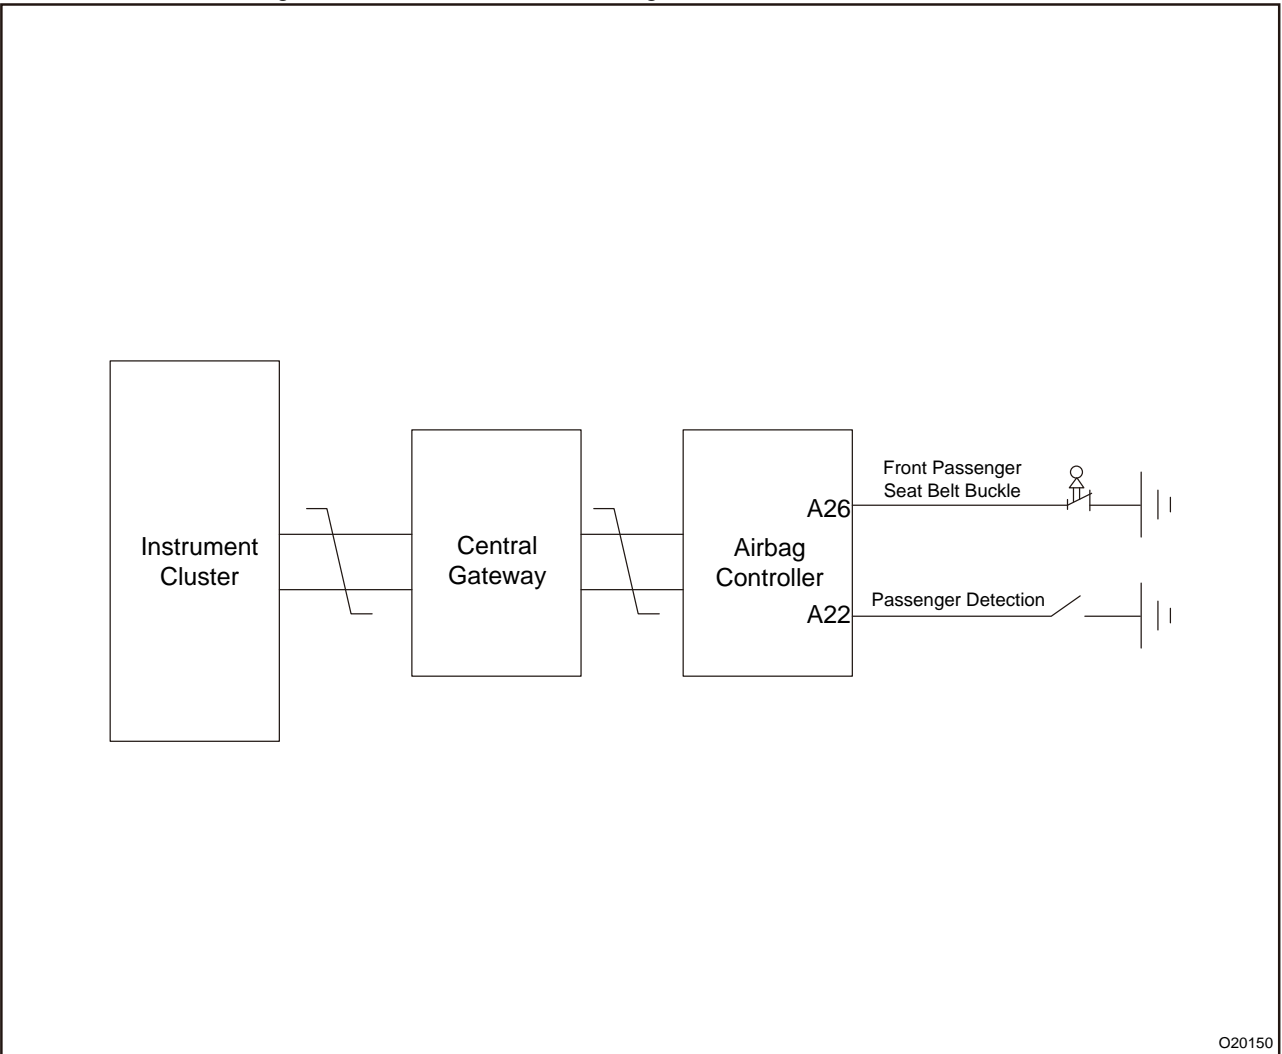 Front Passenger
Seat Belt Buckle
A26
Instrument
Cluster
Central
Gateway
Airbag
Controller
Passenger Detection
A22
O20150